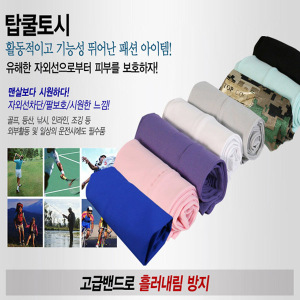 탑쿨토시
활동적이고 기능성 뛰어난 패션 아이템!
유해한 자외선으로부터 피부를 보호하자!
맨살보다 시원하다!
자외선차단/팔보호/시원한 느낌!
골프, 등산, 낚시, 인라인, 조깅 등
외부활동 및 일상의 운전시에도 필수품
고급밴드로 흘러내림 방지